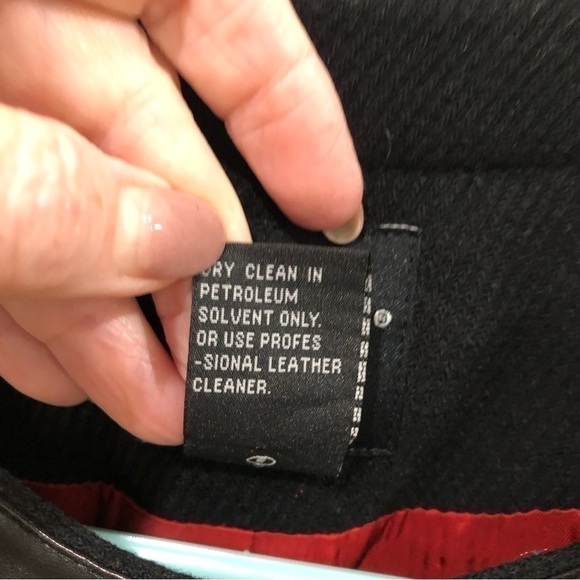 DRY CLEAN IN
PETROLEUM
SOLVENT ONLY.
OR USE PROFES
-SIONAL LEATHER
CLEANER.